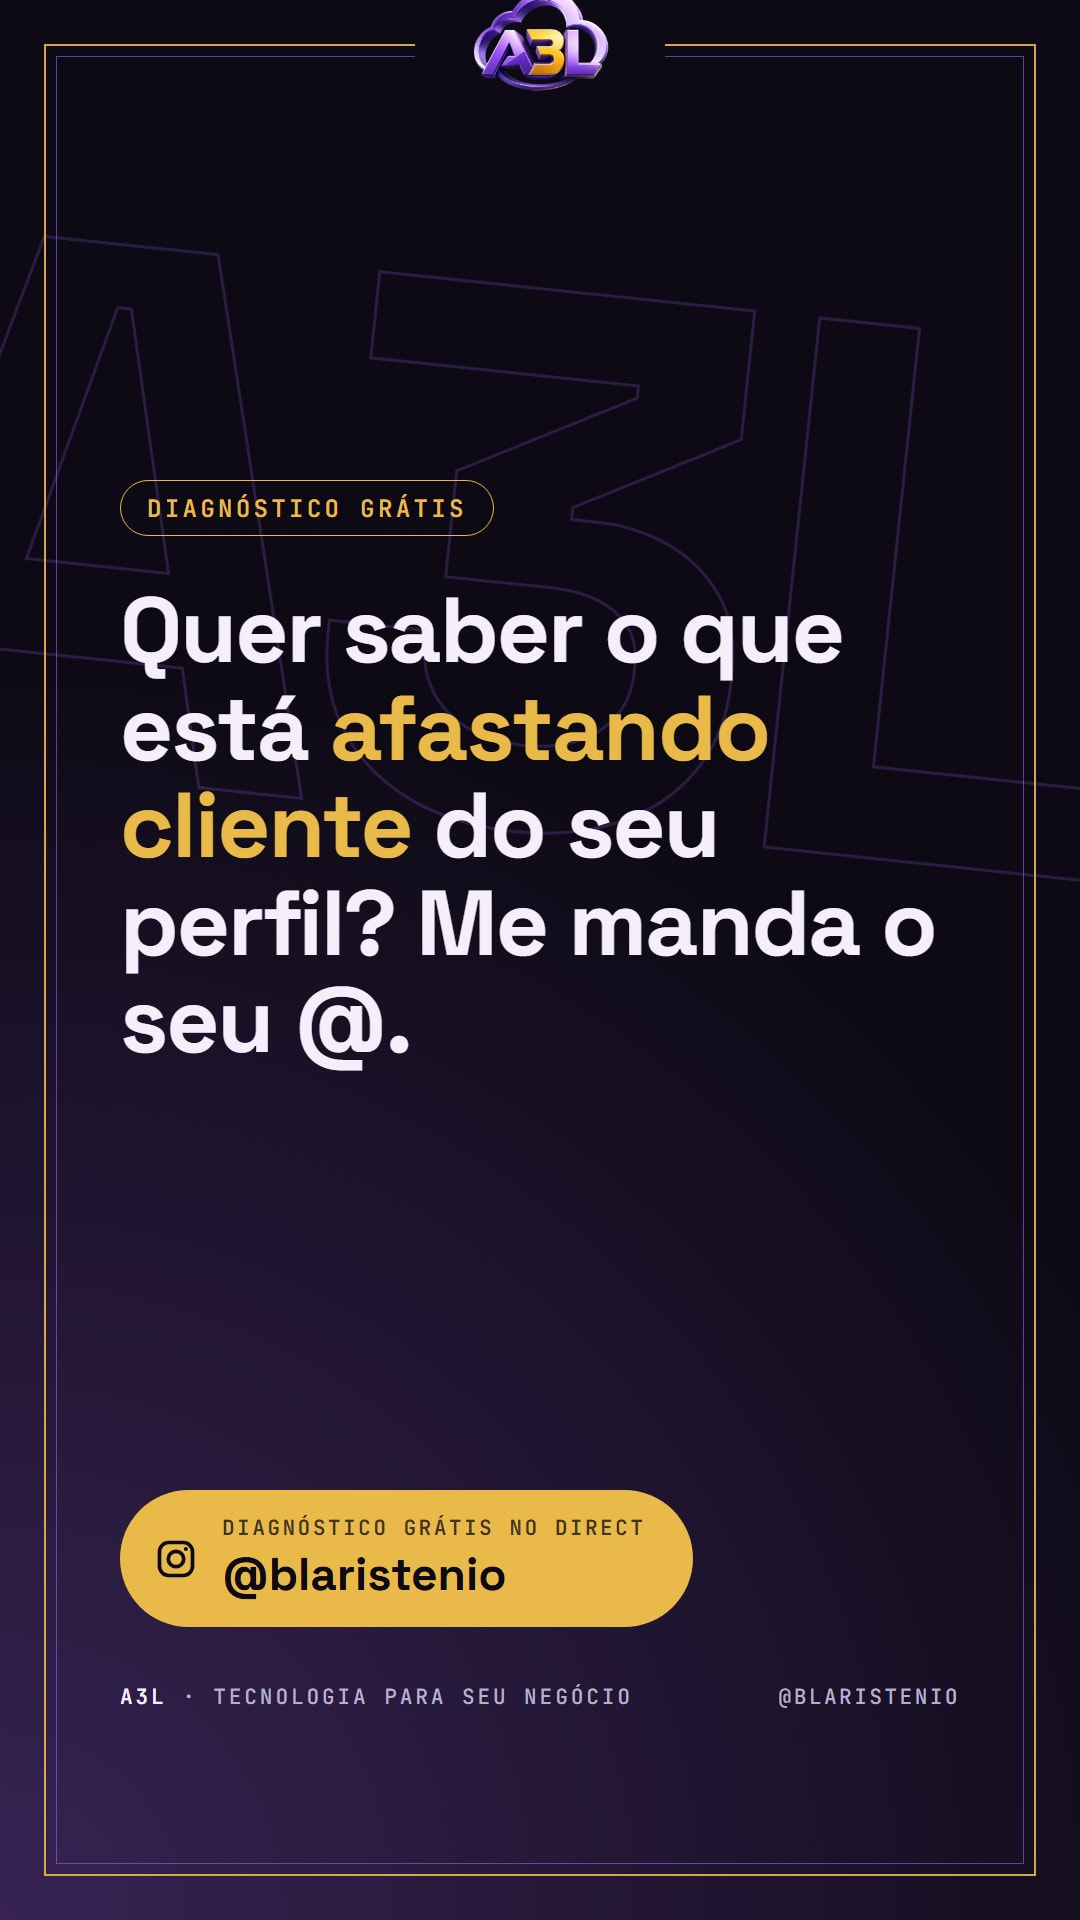 A3L
A3L
DIAGNÓSTICO GRÁTIS
Quer saber o que
está afastando
cliente do seu
perfil? Me manda o
seu @.
DIAGNÓSTICO GRÁTIS NO DIRECT
@blaristenio
A3L · TECNOLOGIA PARA SEU NEGÓCIO @BLARISTENIO